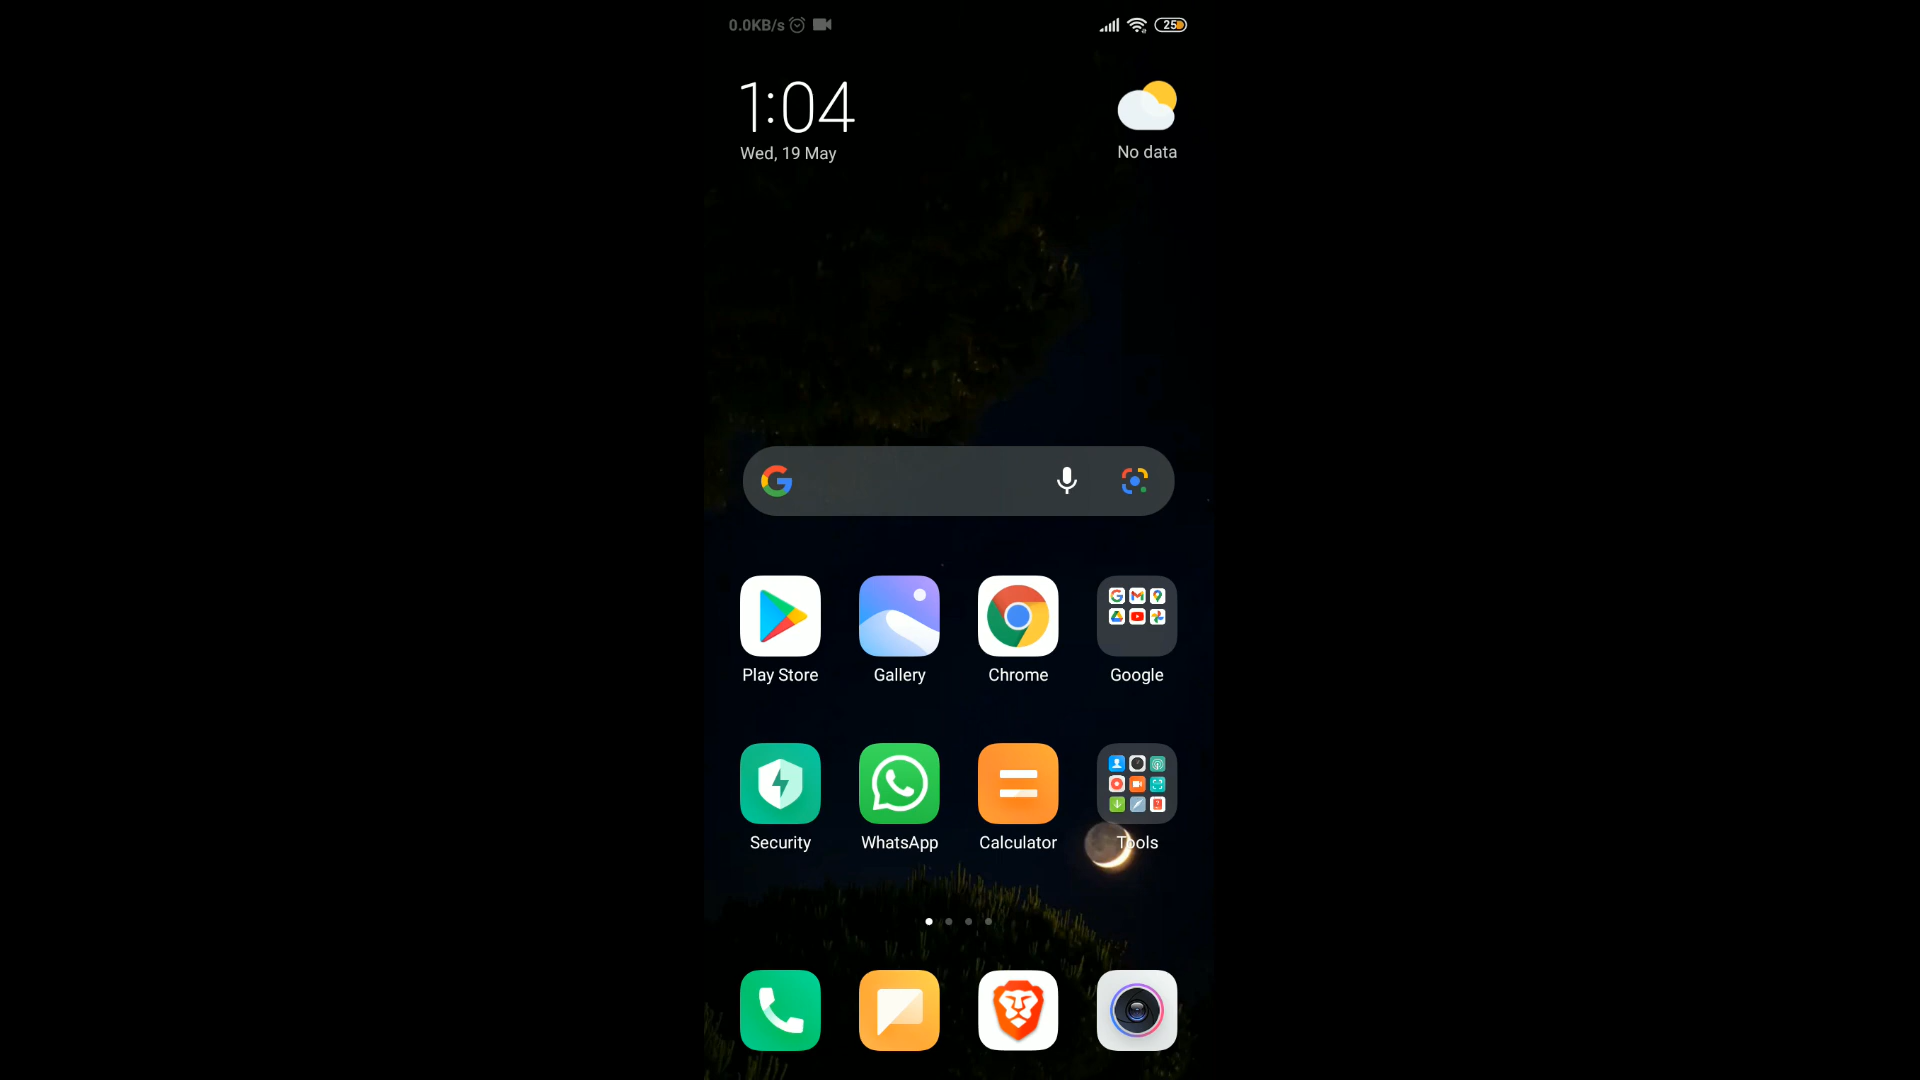 0.0KB/s
25
1:04
Wed, 19 May
No data
Play Store
Gallery
Chrome
Google
Security
WhatsApp
Calculator
Tools